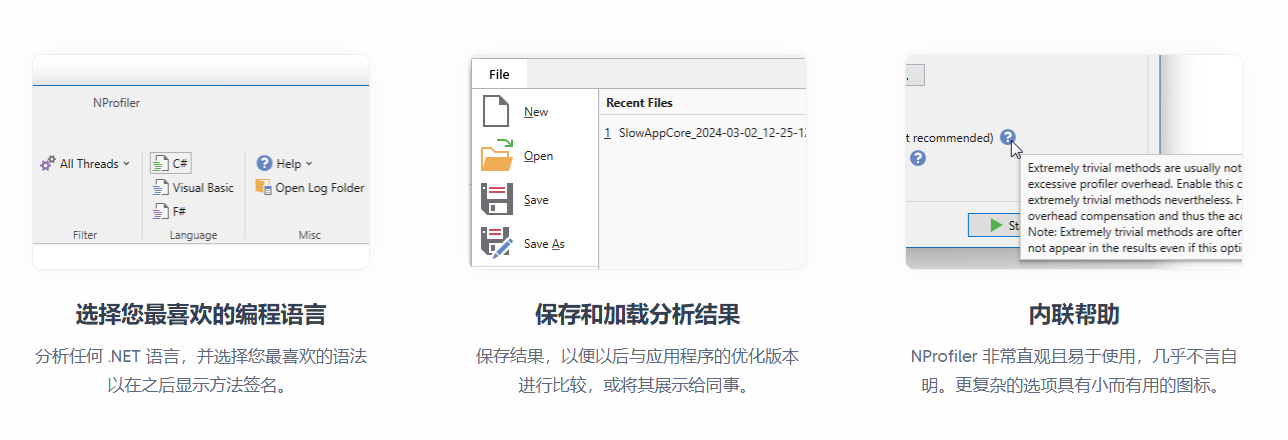 NProfiler
All Threads
C#
Visual Basic
F#
Help
Open Log Folder
Filter
Language
Misc
选择您最喜欢的编程语言
分析任何 .NET 语言，并选择您最喜欢的语法
以在之后显示方法签名。
File
New
Open
Save
Save As
Recent Files
1 SlowAppCore_2024-03-02_12-25-12
保存和加载分析结果
保存结果，以便以后与应用程序的优化版本
进行比较，或将其展示给同事。
t recommended)
Extremely trivial methods are usually not
excessive profiler overhead. Enable this o
extremely trivial methods nevertheless. H
overhead compensation and thus the acc
Note: Extremely trivial methods are often
not appear in the results even if this optio
Sta
内联帮助
NProfiler 非常直观且易于使用，几乎不言自
明。更复杂的选项具有小而有用的图标。